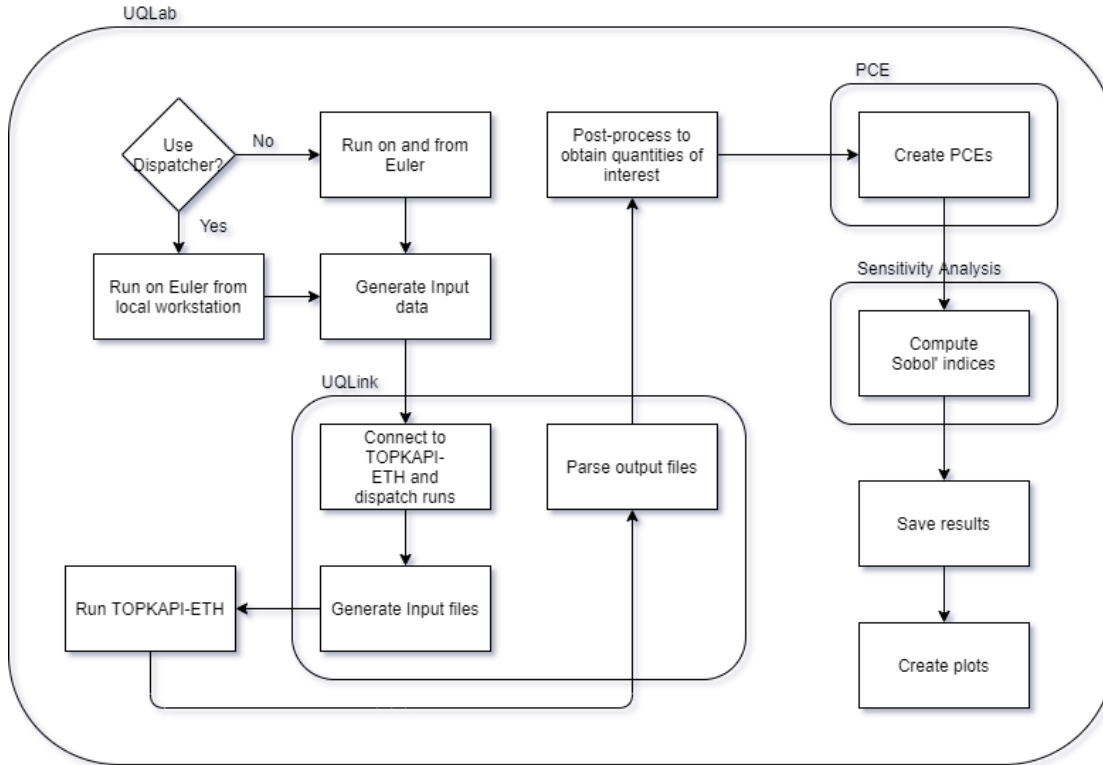 UQLab
PCE
Use
Dispatcher?
No
Run on and from
Euler
Post-process to
obtain quantities of
interest
Create PCEs
Yes
Run on Euler from
local workstation
Generate Input
data
Sensitivity Analysis
Compute
Sobol' indices
UQLink
Connect to
TOPKAPI-
ETH and
dispatch runs
Parse output files
Save results
Run TOPKAPI-ETH
Generate Input files
Create plots